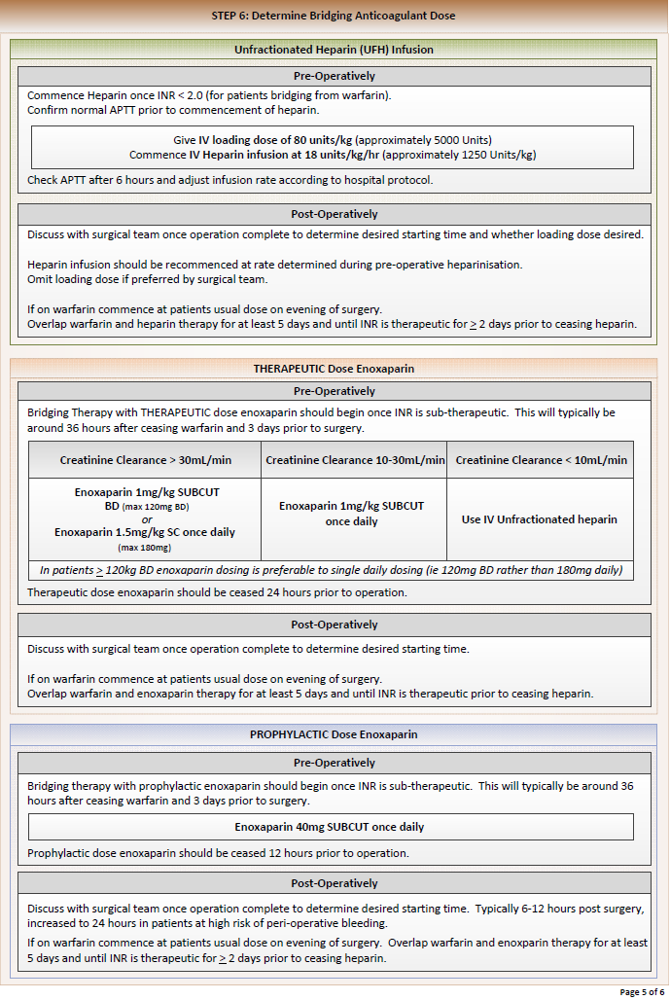 STEP 6: Determine Bridging Anticoagulant Dose
Unfractionated Heparin (UFH) Infusion
Pre-Operatively
Commence Heparin once INR < 2.0 (for patients bridging from warfarin).
Confirm normal APTT prior to commencement of heparin.
Give IV loading dose of 80 units/kg (approximately 5000 Units)
Commence IV Heparin infusion at 18 units/kg/hr (approximately 1250 Units/kg)
Check APTT after 6 hours and adjust infusion rate according to hospital protocol.
Post-Operatively
Discuss with surgical team once operation complete to determine desired starting time and whether loading dose desired.
Heparin infusion should be recommenced at rate determined during pre-operative heparinisation.
Omit loading dose if preferred by surgical team.
If on warfarin commence at patients usual dose on evening of surgery.
Overlap warfarin and heparin therapy for at least 5 days and until INR is therapeutic for ≥ 2 days prior to ceasing heparin.
THERAPEUTIC Dose Enoxaparin
Pre-Operatively
Bridging Therapy with THERAPEUTIC dose enoxaparin should begin once INR is sub-therapeutic. This will typically be
around 36 hours after ceasing warfarin and 3 days prior to surgery.
Creatinine Clearance > 30mL/min
Creatinine Clearance 10-30mL/min
Creatinine Clearance < 10mL/min
Enoxaparin 1mg/kg SUBCUT
BD (max 120mg BD)
or
Enoxaparin 1.5mg/kg SC once daily
(max 180mg)
Enoxaparin 1mg/kg SUBCUT
once daily
Use IV Unfractionated heparin
In patients ≥ 120kg BD enoxaparin dosing is preferable to single daily dosing (ie 120mg BD rather than 180mg daily)
Therapeutic dose enoxaparin should be ceased 24 hours prior to operation.
Post-Operatively
Discuss with surgical team once operation complete to determine desired starting time.
If on warfarin commence at patients usual dose on evening of surgery.
Overlap warfarin and enoxaparin therapy for at least 5 days and until INR is therapeutic prior to ceasing heparin.
PROPHYLACTIC Dose Enoxaparin
Pre-Operatively
Bridging therapy with prophylactic enoxaparin should begin once INR is sub-therapeutic. This will typically be around 36
hours after ceasing warfarin and 3 days prior to surgery.
Enoxaparin 40mg SUBCUT once daily
Prophylactic dose enoxaparin should be ceased 12 hours prior to operation.
Post-Operatively
Discuss with surgical team once operation complete to determine desired starting time. Typically 6-12 hours post surgery,
increased to 24 hours in patients at high risk of peri-operative bleeding.
If on warfarin commence at patients usual dose on evening of surgery. Overlap warfarin and enoxparin therapy for at least
5 days and until INR is therapeutic for ≥ 2 days prior to ceasing heparin.
Page 5 of 6